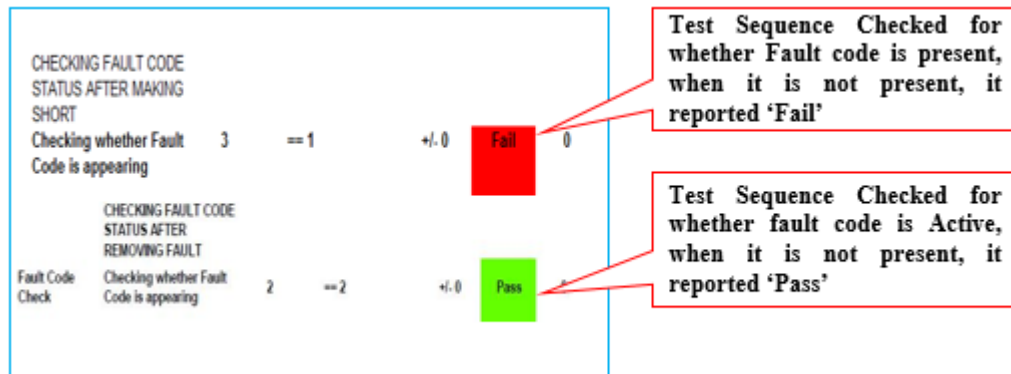 CHECKING FAULT CODE
STATUS AFTER MAKING
SHORT
Checking whether Fault 3 == 1 +/- 0 Fail 0
Code is appearing
CHECKING FAULT CODE
STATUS AFTER
REMOVING FAULT
Fault Code Checking whether Fault 2 == 2 +/- 0 Pass
Check Code is appearing
Test Sequence Checked for
whether Fault code is present,
when it is not present, it
reported ‘Fail’
Test Sequence Checked for
whether fault code is Active,
when it is not present, it
reported ‘Pass’